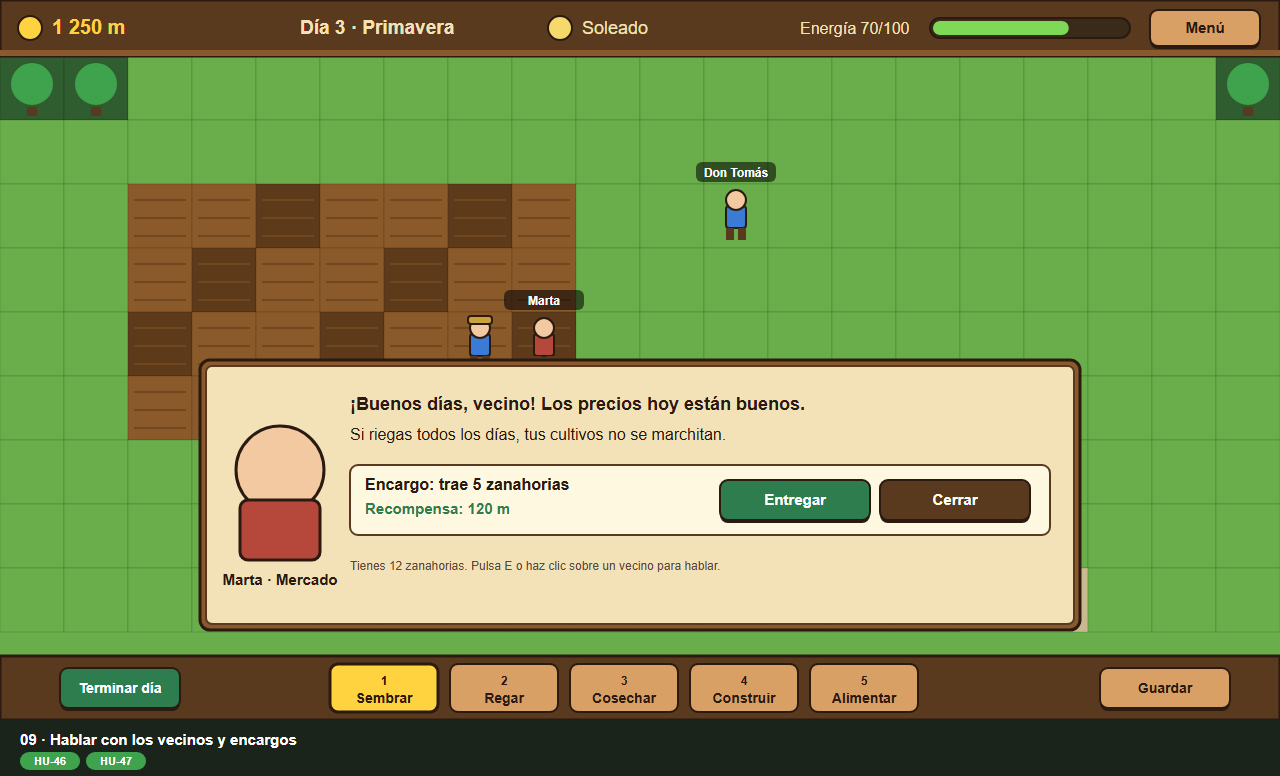 1 250 m
Día 3 · Primavera
Soleado
Energía 70/100
Menú
Don Tomás
Marta
¡Buenos días, vecino! Los precios hoy están buenos.
Si riegas todos los días, tus cultivos no se marchitan.
Encargo: trae 5 zanahorias
Recompensa: 120 m
Entregar
Cerrar
Marta · Mercado
Tienes 12 zanahorias. Pulsa E o haz clic sobre un vecino para hablar.
Terminar día
1
Sembrar
2
Regar
3
Cosechar
4
Construir
5
Alimentar
Guardar
09 · Hablar con los vecinos y encargos
HU-46
HU-47